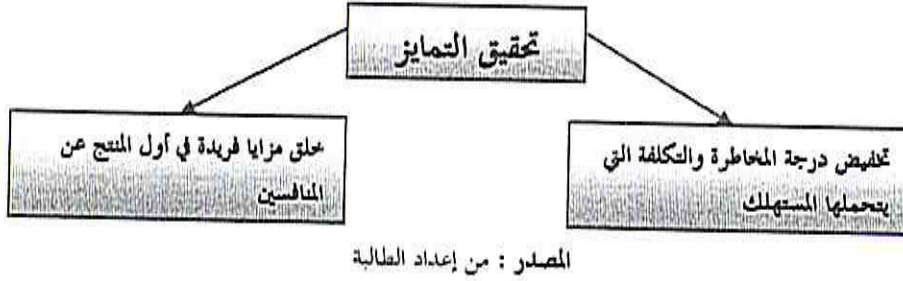 تحقيق التمايز
تخفيض درجة المخاطرة والتكلفة التي
يتحملها المستهلك
خلق مزايا فريدة في أول المنتج عن
المنافسين
المصدر : من إعداد الطالبة